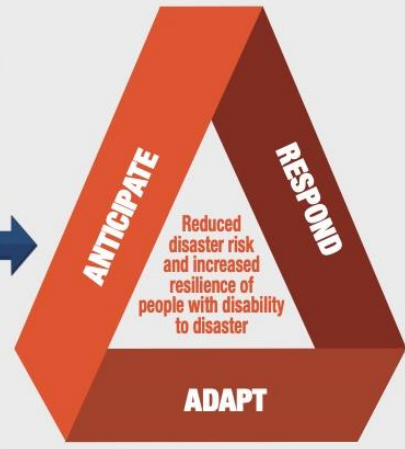 ANTICIPATE
RESPOND
Reduced
disaster risk
and increased
resilience of
people with disability
to disaster
ADAPT